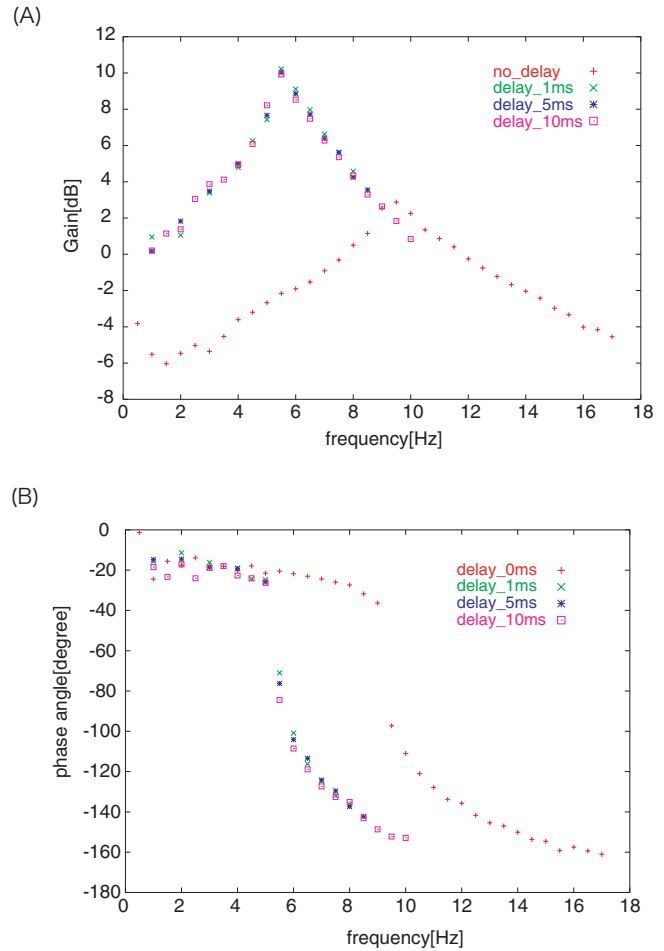 (A)
12
10
8
6
4
2
0
-2
-4
-6
-8
Gain[dB]
no_delay
delay_1ms
delay_5ms
delay_10ms
0 2 4 6 8 10 12 14 16 18
frequency[Hz]
(B)
0
-20
-40
-60
-80
-100
-120
-140
-160
-180
phase angle[degree]
delay_0ms
delay_1ms
delay_5ms
delay_10ms
0 2 4 6 8 10 12 14 16 18
frequency[Hz]